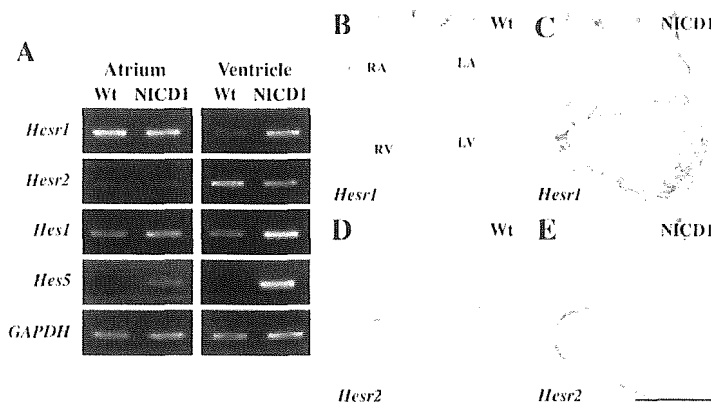 A
Atrium Ventricle
Wt NICD1 Wt NICD1
Hesr1
Hesr2
Hes1
Hes5
GAPDH
B Wt
RA LA
RV LV
Hesr1
C NICD1
Hesr1
D Wt
Hesr2
E NICD1
Hesr2